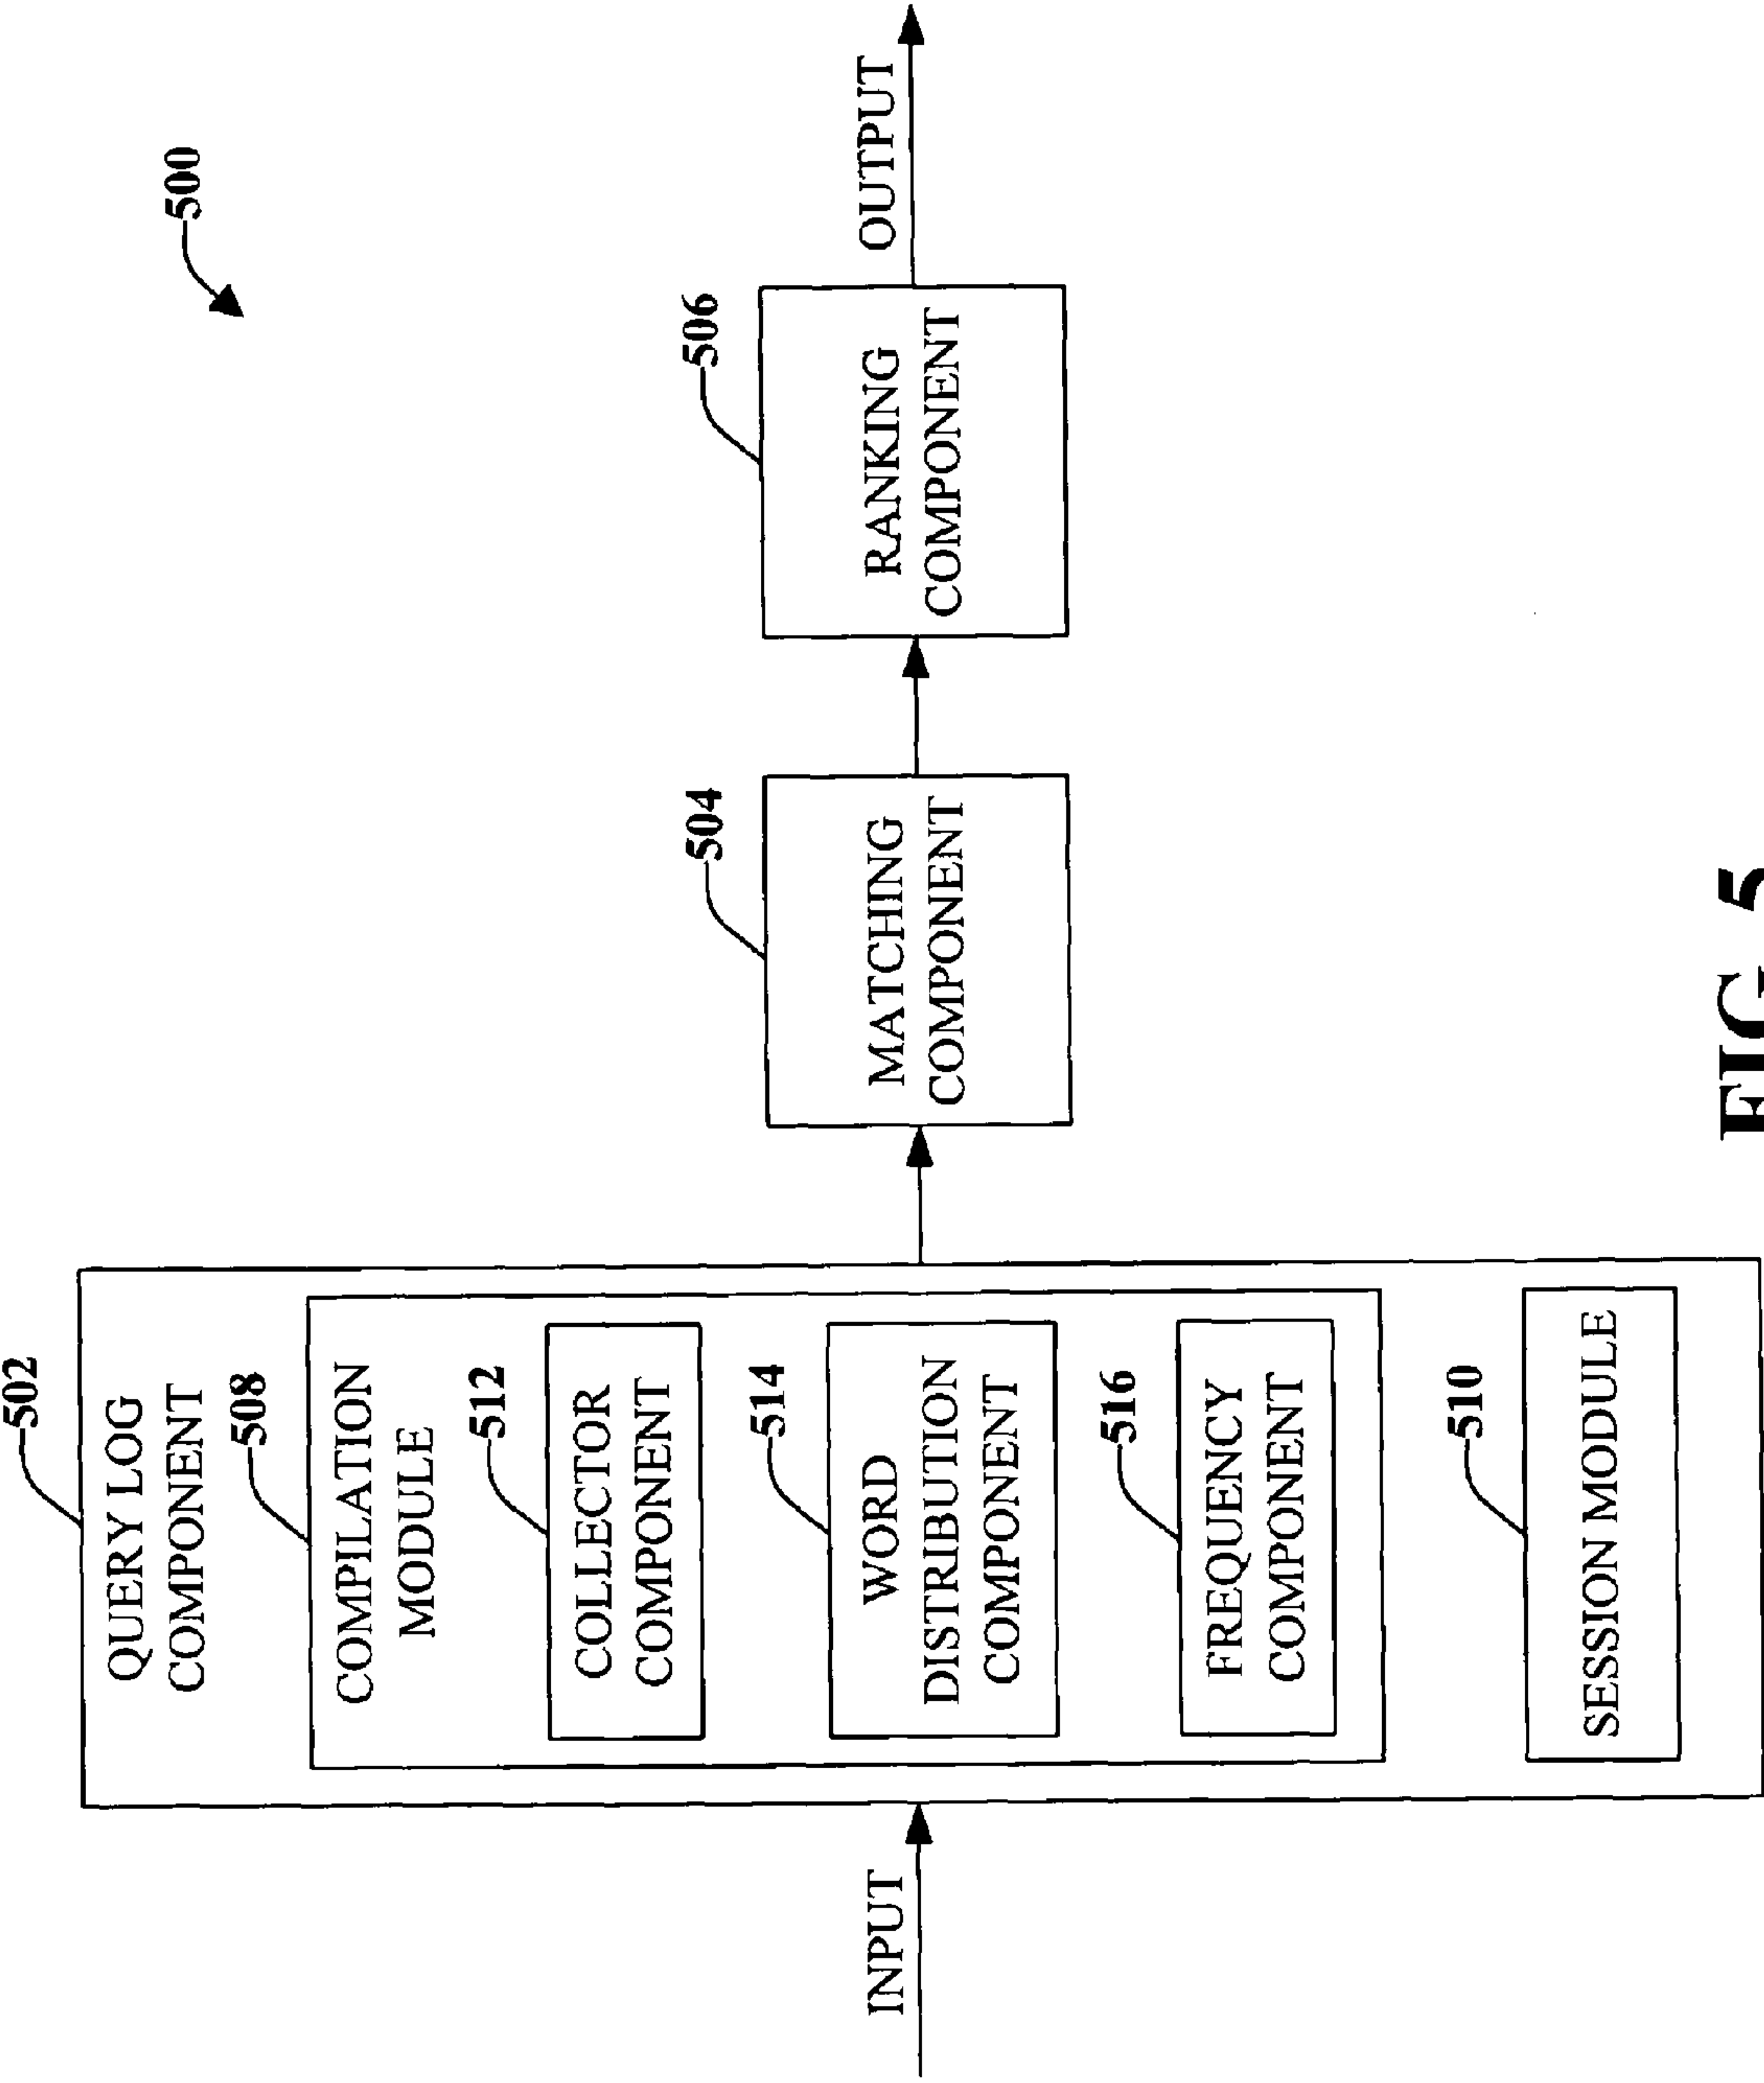 500
502
QUERY LOG
COMPONENT
508
COMPILATION
MODULE
512
COLLECTOR
COMPONENT
514
WORD
DISTRIBUTION
COMPONENT
516
FREQUENCY
COMPONENT
510
SESSION MODULE
INPUT
504
MATCHING
COMPONENT
506
RANKING
COMPONENT
OUTPUT
FIG. 5